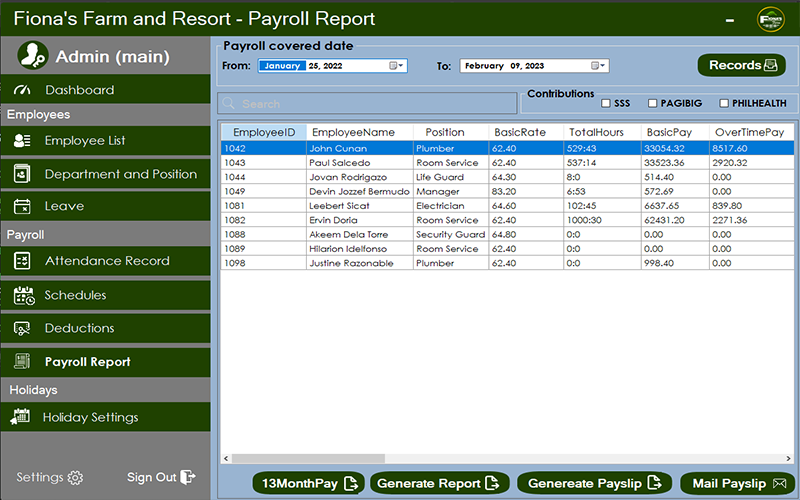 Fiona's Farm and Resort - Payroll Report
FIONA'S
Admin (main)
Dashboard
Employees
Employee List
Department and Position
Leave
Payroll
Attendance Record
Schedules
Deductions
Payroll Report
Holidays
Holiday Settings
Settings
Sign Out
Payroll covered date
From: January 25, 2022 To: February 09, 2023
Records
Search
Contributions
SSS PAGIBIG PHILHEALTH
EmployeeID EmployeeName Position BasicRate TotalHours BasicPay OverTimePay
1042 John Cunan Plumber 62.40 529:43 33054.32 8517.60
1043 Paul Salcedo Room Service 62.40 537:14 33523.36 2920.32
1044 Jovan Rodrigazo Life Guard 64.30 8:0 514.40 0.00
1049 Devin Jozzef Bermudo Manager 83.20 6:53 572.69 0.00
1081 Leebert Sicat Electrician 64.60 102:45 6637.65 839.80
1082 Ervin Doria Room Service 62.40 1000:30 62431.20 2271.36
1088 Akeem Dela Torre Security Guard 64.80 0:0 0.00 0.00
1089 Hilarion Idelfonso Room Service 62.40 0:0 0.00 0.00
1098 Justine Razonable Plumber 62.40 0:0 998.40 0.00
13MonthPay
Generate Report
Genereate Payslip
Mail Payslip